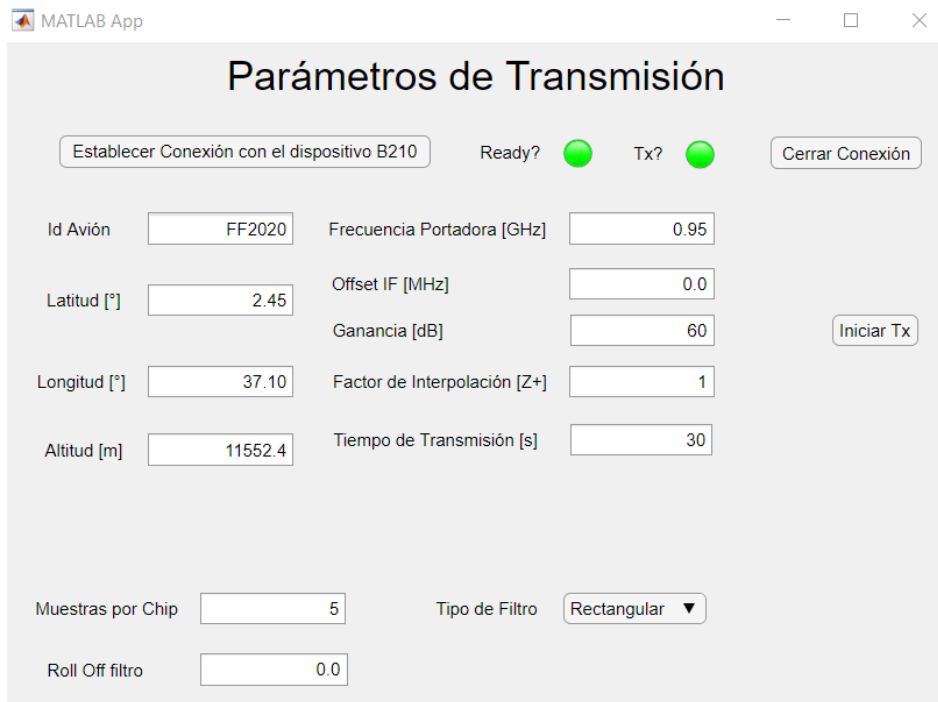 MATLAB App
Parámetros de Transmisión
Establecer Conexión con el dispositivo B210 Ready? Tx? Cerrar Conexión
Id Avión FF2020 Frecuencia Portadora [GHz] 0.95
Latitud [°] 2.45 Offset IF [MHz] 0.0
Ganancia [dB] 60 Iniciar Tx
Longitud [°] 37.10 Factor de Interpolación [Z+] 1
Altitud [m] 11552.4 Tiempo de Transmisión [s] 30
Muestras por Chip 5 Tipo de Filtro Rectangular
Roll Off filtro 0.0